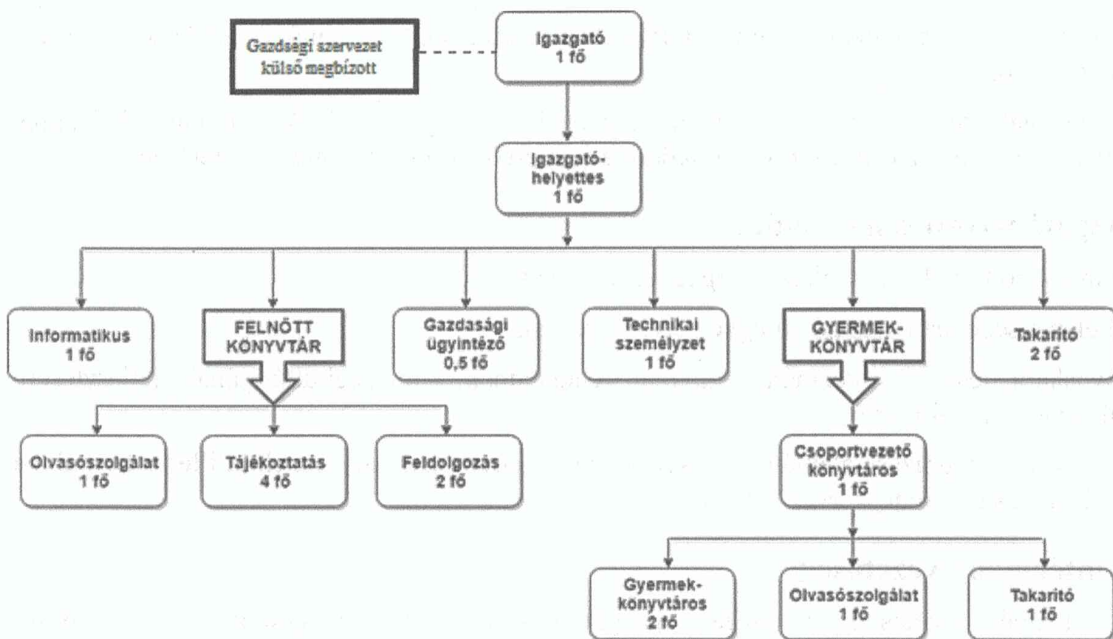 Gazdségi szervezet
külső megbízott
Igazgató
1 fő
Igazgató-
helyettes
1 fő
Informatikus
1 fő
FELNŐTT
KÖNYVTÁR
Gazdasági
ügyintéző
0,5 fő
Technikai
személyzet
1 fő
GYERMEK-
KÖNYVTÁR
Takarító
2 fő
Olvasószolgálat
1 fő
Tájékoztatás
4 fő
Feldolgozás
2 fő
Csoportvezető
könyvtáros
1 fő
Gyermek-
könyvtáros
2 fő
Olvasószolgálat
1 fő
Takarító
1 fő